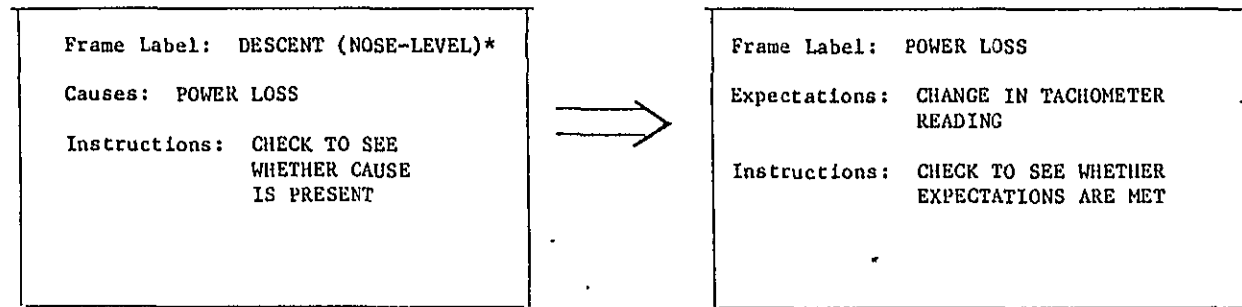 Frame Label: DESCENT (NOSE-LEVEL)*
Causes: POWER LOSS
Instructions: CHECK TO SEE
WHETHER CAUSE
IS PRESENT
Frame Label: POWER LOSS
Expectations: CHANGE IN TACHOMETER
READING
Instructions: CHECK TO SEE WHETHER
EXPECTATIONS ARE MET